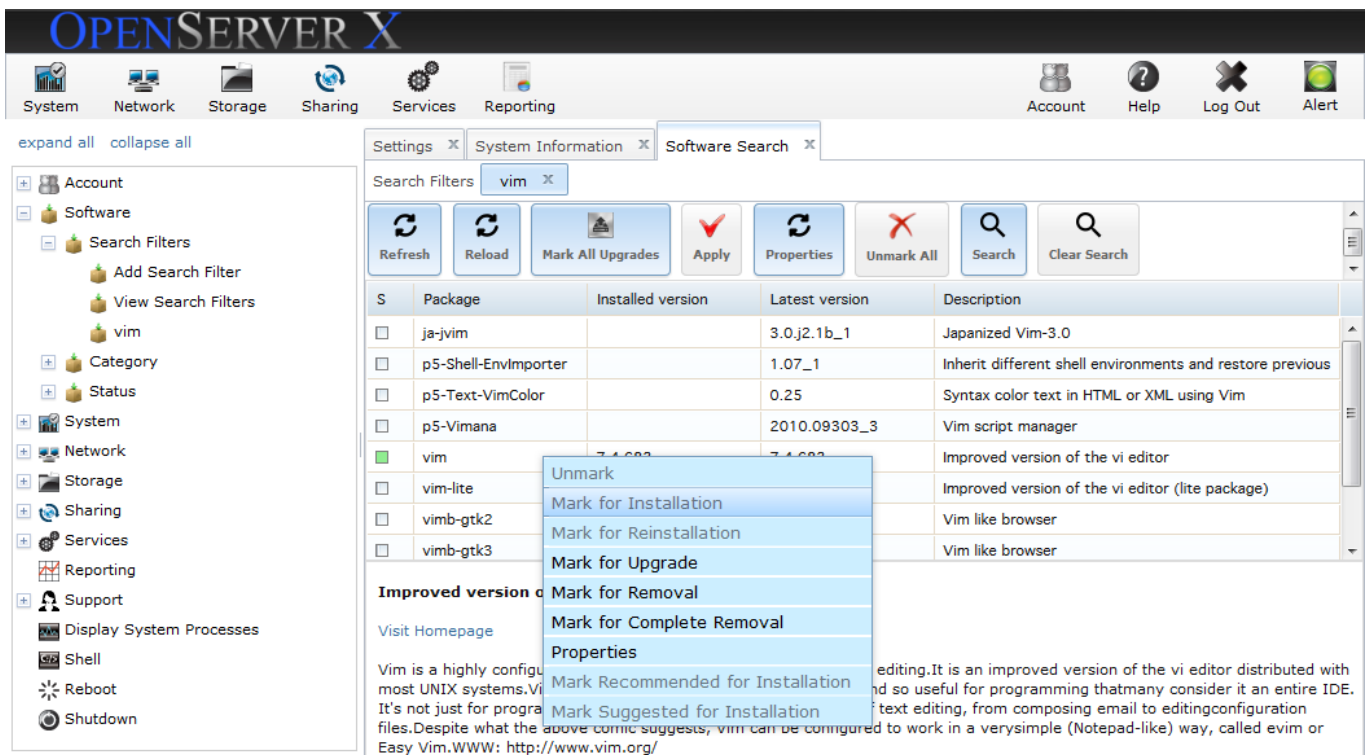 OPENSERVER X
System Network Storage Sharing Services Reporting Account Help Log Out Alert
expand all collapse all
Account
Software
Search Filters
Add Search Filter
View Search Filters
vim
Category
Status
System
Network
Storage
Sharing
Services
Reporting
Support
Display System Processes
Shell
Reboot
Shutdown
Settings x System Information x Software Search x
Search Filters vim x
Refresh Reload Mark All Upgrades Apply Properties Unmark All Search Clear Search
S Package Installed version Latest version Description
ja-jvim 3.0.j2.1b_1 Japanized Vim-3.0
p5-Shell-EnvImporter 1.07_1 Inherit different shell environments and restore previous
p5-Text-VimColor 0.25 Syntax color text in HTML or XML using Vim
p5-Vimana 2010.09303_3 Vim script manager
vim 7.4.683 7.4.683 Improved version of the vi editor
vim-lite Improved version of the vi editor (lite package)
vimb-gtk2 Vim like browser
vimb-gtk3 Vim like browser
Unmark
Mark for Installation
Mark for Reinstallation
Mark for Upgrade
Mark for Removal
Mark for Complete Removal
Properties
Mark Recommended for Installation
Mark Suggested for Installation
Improved version
Visit Homepage
Vim is a highly editing.It is an improved version of the vi editor distributed with
most UNIX systems. so useful for programming thatmany consider it an entire IDE.
It's not just for text editing, from composing email to editingconfiguration
files.Despite what the above comic suggests, vim can be configured to work in a verysimple (Notepad-like) way, called evim or
Easy Vim.WWW: http://www.vim.org/